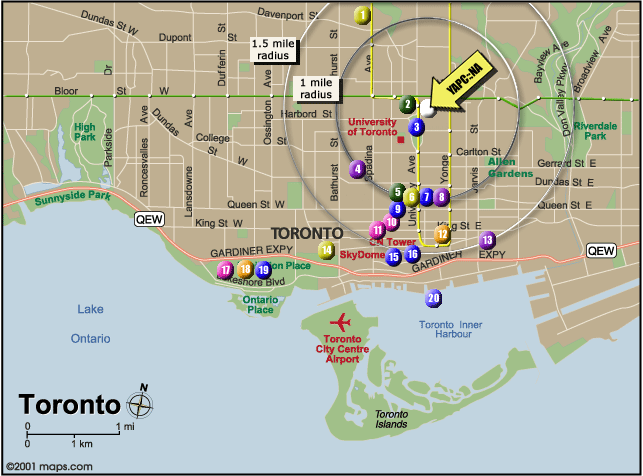 Davenport St
Dundas St W
Dupont
St
1.5 mile
radius
Dufferin
St
Ave
1 mile
radius
Ave
Bayview Ave
Don Valley Pkwy
Broadview
Ave
YAPC::NA
Dr
Bloor
St
W
Harbord St
High
Park
Parkside
Roncesvalles
Ave
Dundas
St
W
College
St
Lansdowne
Ave
Ossington
Bathurst
St
University
of Toronto
Spadina
Ave
Yonge
St
Carlton St
Allen
Gardens
Riverdale
Park
Gerrard St E
Dundas St E
Sunnyside Park
Queen St W
Queen St E
King St W
King St E
QEW
TORONTO
CN Tower
SkyDome
GARDINER EXPY
GARDINER
EXPY
QEW
Lakeshore Blvd
Ontario
Place
Lake
Ontario
Toronto Inner
Harbour
Toronto
City Centre
Airport
Toronto
Islands
1
2
3
4
5
6
7
8
9
10
11
12
13
14
15
16
17
18
19
20
N
Toronto
0
1 mi
0
1 km
©2001 maps.com